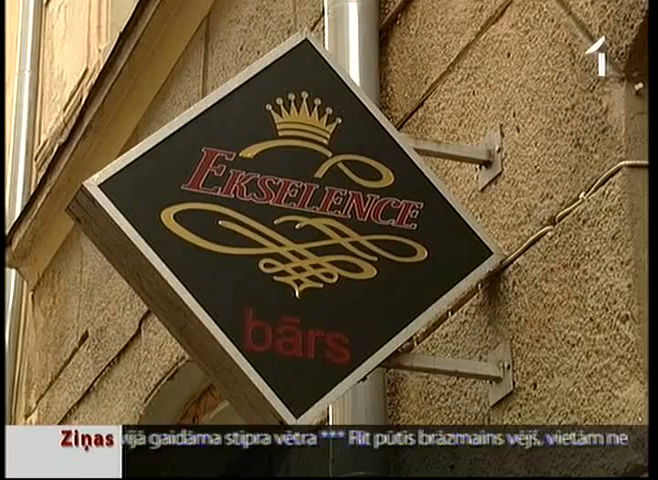 1
EKSELENCE
bārs
Ziņas
vijā gaidāma stipra vētra *** Rīt pūtīs brāzmains vējš, vietām ne